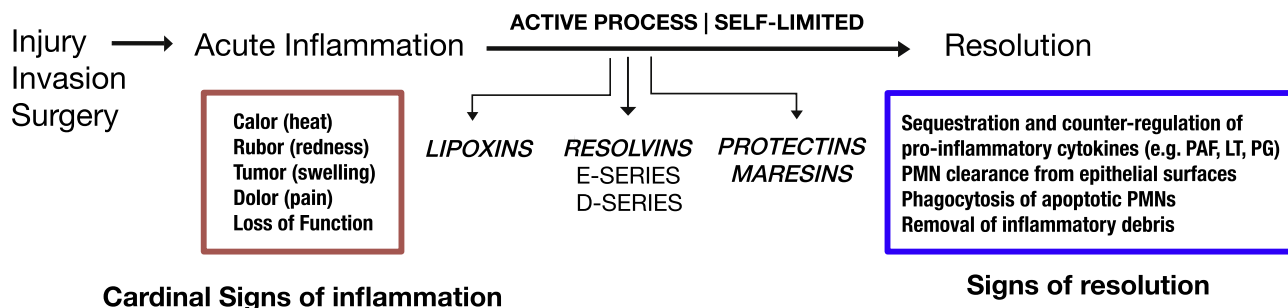 Injury
Invasion
Surgery
Acute Inflammation
ACTIVE PROCESS | SELF-LIMITED
Resolution
Calor (heat)
Rubor (redness)
Tumor (swelling)
Dolor (pain)
Loss of Function
Cardinal Signs of inflammation
LIPOXINS
RESOLVINS
E-SERIES
D-SERIES
PROTECTINS
MARESINS
Sequestration and counter-regulation of
pro-inflammatory cytokines (e.g. PAF, LT, PG)
PMN clearance from epithelial surfaces
Phagocytosis of apoptotic PMNs
Removal of inflammatory debris
Signs of resolution